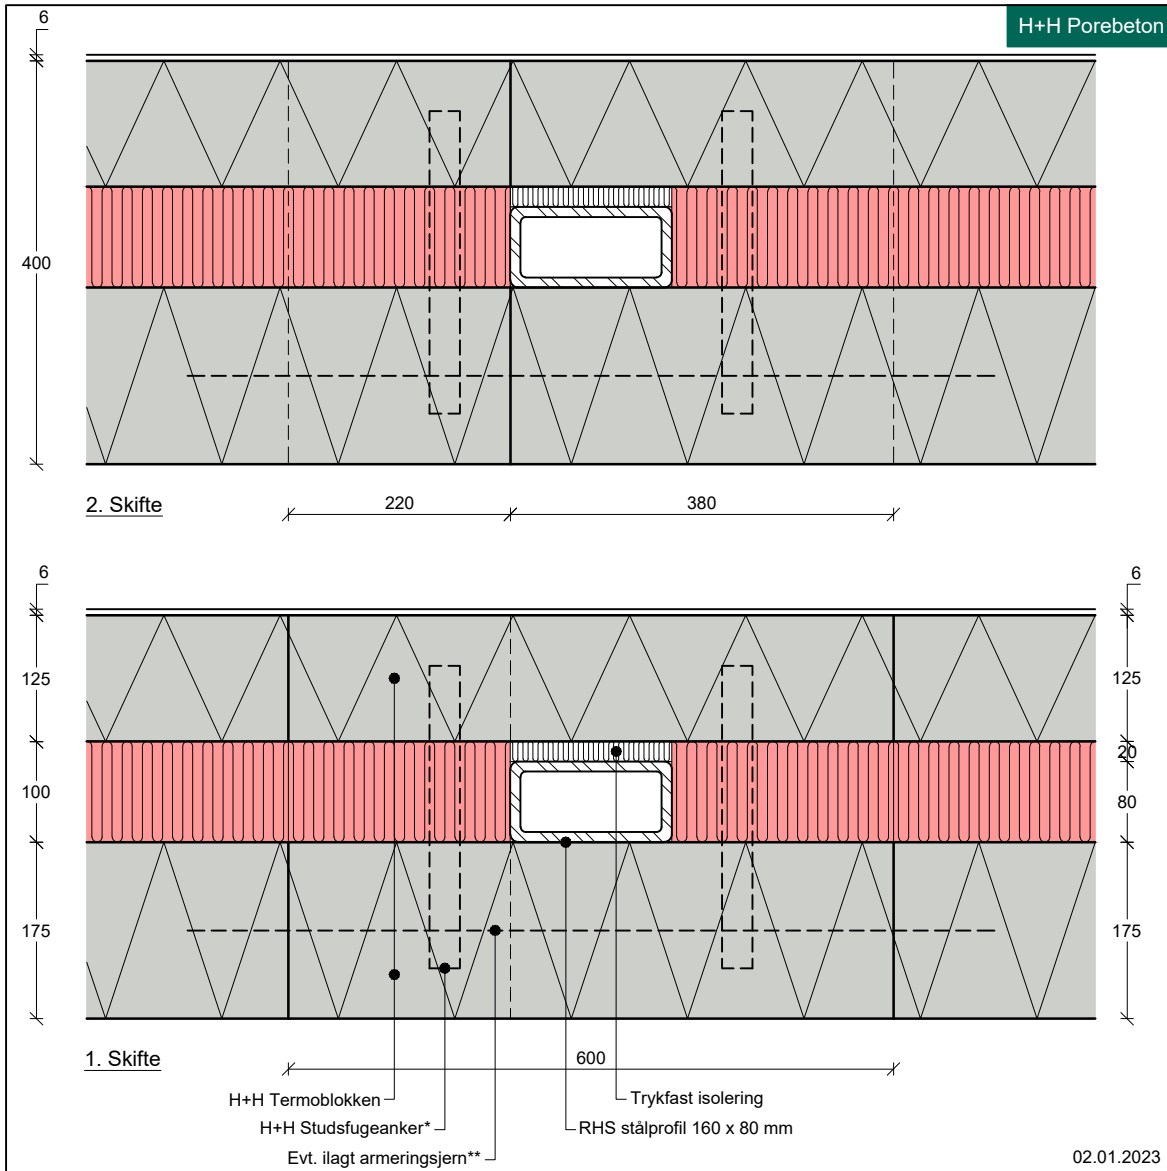 6
H+H Porebeton
400
2. Skifte
220
380
6
6
125
125
20
100
80
175
175
1. Skifte
600
H+H Termoblokken
Trykfast isolering
H+H Studsfugeanker*
RHS stålprofil 160 x 80 mm
Evt. ilagt armeringsjern**
02.01.2023